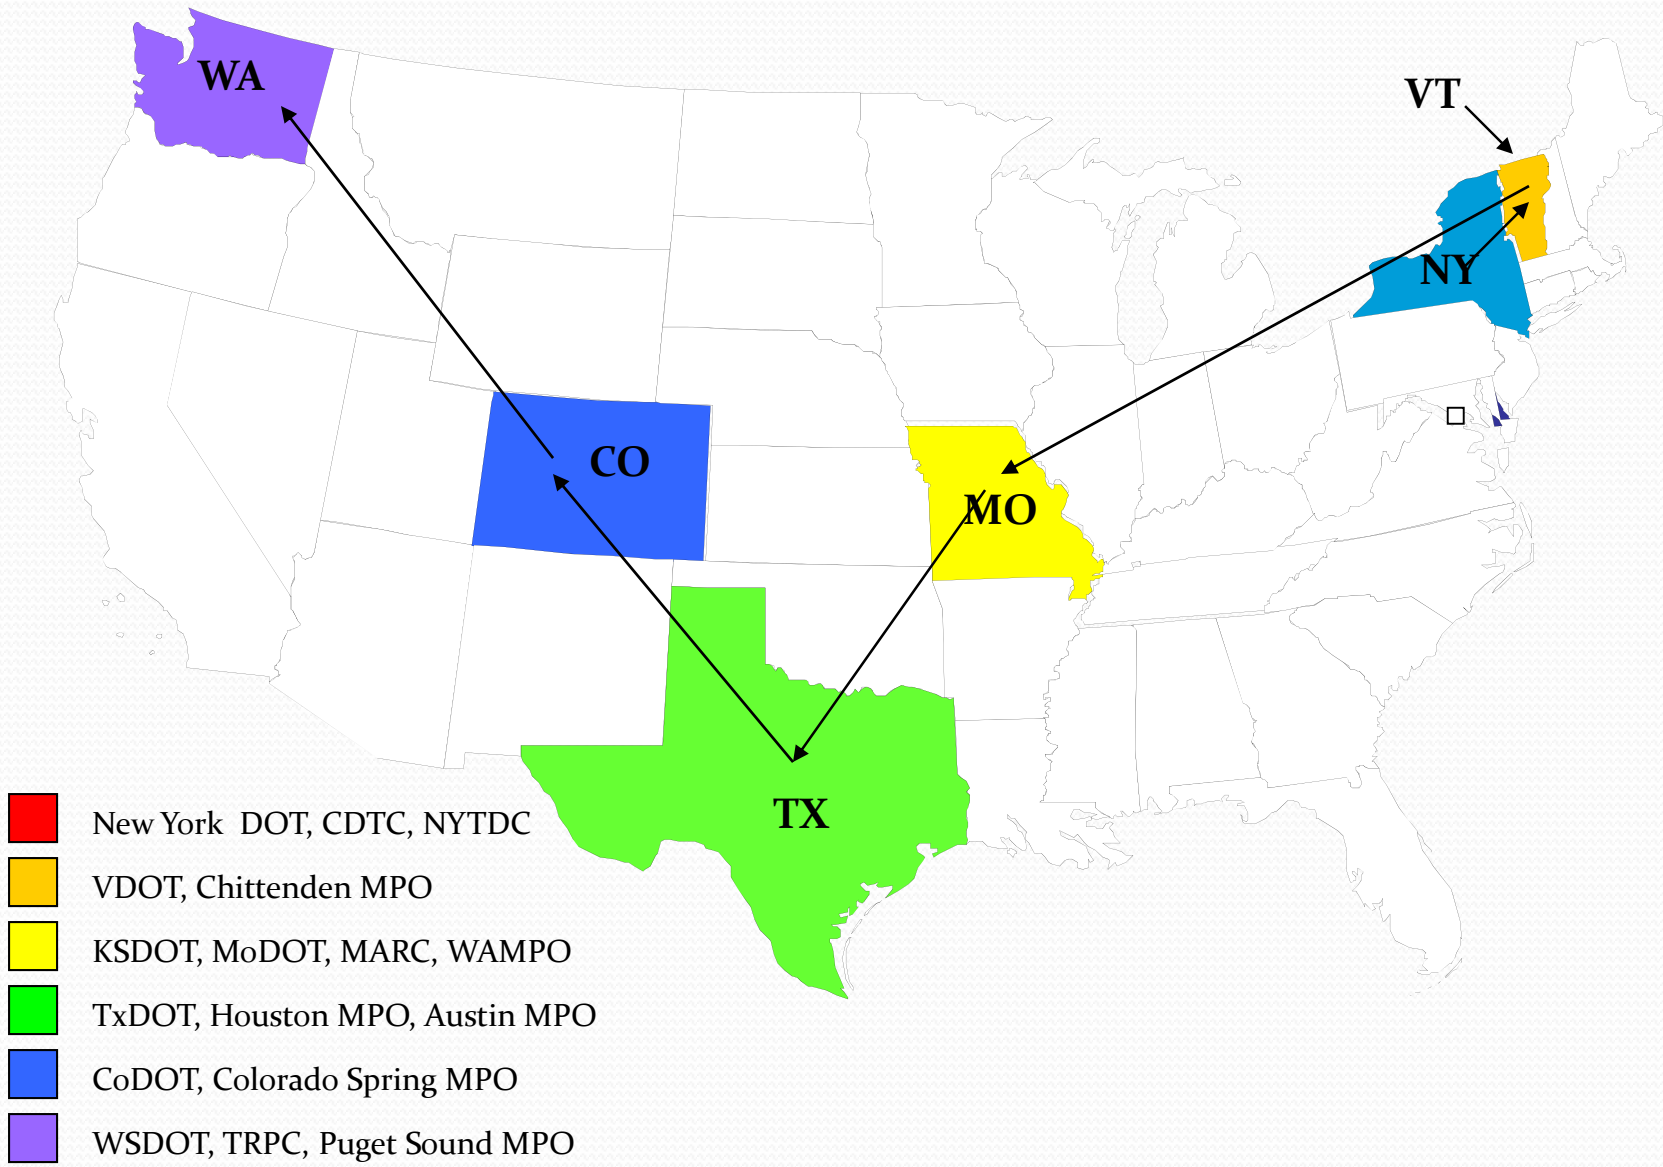 WA
VT
NY
CO
MO
TX
New York DOT, CDTC, NYTDC
VDOT, Chittenden MPO
KSDOT, MoDOT, MARC, WAMPO
TxDOT, Houston MPO, Austin MPO
CoDOT, Colorado Spring MPO
WSDOT, TRPC, Puget Sound MPO